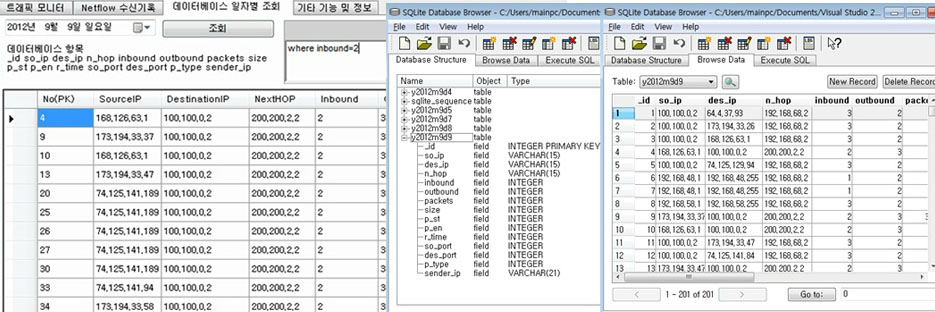 트래픽 모니터 Netflow 수신기록 데이터베이스 일자별 조회 기타 기능 및 정보
2012년 9월 9일 일요일 조회
데이터베이스 항목
_id so_ip des_ip n_hop inbound outbound packets size
p_st p_en r_time so_port des_port p_type sender_ip
where inbound=2
No(PK) SourceIP DestinationIP NextHOP Inbound
4 168,126,63,1 100,100,0,2 200,200,2,2 2
9 173,194,33,37 100,100,0,2 200,200,2,2 2
10 168,126,63,1 100,100,0,2 200,200,2,2 2
13 173,194,33,47 100,100,0,2 200,200,2,2 2
20 74,125,141,189 100,100,0,2 200,200,2,2 2
25 74,125,141,189 100,100,0,2 200,200,2,2 2
26 74,125,141,189 100,100,0,2 200,200,2,2 2
27 74,125,141,189 100,100,0,2 200,200,2,2 2
30 74,125,141,189 100,100,0,2 200,200,2,2 2
33 74,125,141,94 100,100,0,2 200,200,2,2 2
34 173,194,33,58 100,100,0,2 200,200,2,2 2
SQLite Database Browser - C:/Users/mainpc/Documents
File Edit View Help
Database Structure Browse Data Execute SQL
Name Object Type
y2012m9d4 table
sqlite_sequence table
y2012m9d5 table
y2012m9d7 table
y2012m9d8 table
y2012m9d9 table
_id field INTEGER PRIMARY KEY
so_ip field VARCHAR(15)
des_ip field VARCHAR(15)
n_hop field VARCHAR(15)
inbound field INTEGER
outbound field INTEGER
packets field INTEGER
size field INTEGER
p_st field INTEGER
p_en field INTEGER
r_time field INTEGER
so_port field INTEGER
des_port field INTEGER
p_type field INTEGER
sender_ip field VARCHAR(21)
SQLite Database Browser - C:/Users/mainpc/Documents/Visual Studio 2...
File Edit View Help
Database Structure Browse Data Execute SQL
Table: y2012m9d9 New Record Delete Record
_id so_ip des_ip n_hop inbound outbound packe
1 1 100,100,0,2 64,4,37,93 192,168,68,2 3 2
2 2 100,100,0,2 173,194,33,26 192,168,68,2 3 2
3 3 100,100,0,2 168,126,63,1 192,168,68,2 3 2
4 4 168,126,63,1 100,100,0,2 200,200,2,2 2 3
5 5 100,100,0,2 74,125,129,94 192,168,68,2 3 2
6 6 192,168,48,1 192,168,48,255 192,168,68,2 1 2
7 7 192,168,48,1 192,168,48,255 192,168,68,2 1 2
8 8 192,168,58,1 192,168,58,255 192,168,68,2 3 2
9 9 173,194,33,37 100,100,0,2 200,200,2,2 2 3 3
10 10 168,126,63,1 100,100,0,2 200,200,2,2 2 3
11 11 100,100,0,2 173,194,33,47 192,168,68,2 3 2
12 12 100,100,0,2 74,125,141,84 192,168,68,2 3 2
13 13 173,194,33,47 100,100,0,2 200,200,2,2 2 3
1 - 201 of 201 Go to: 0